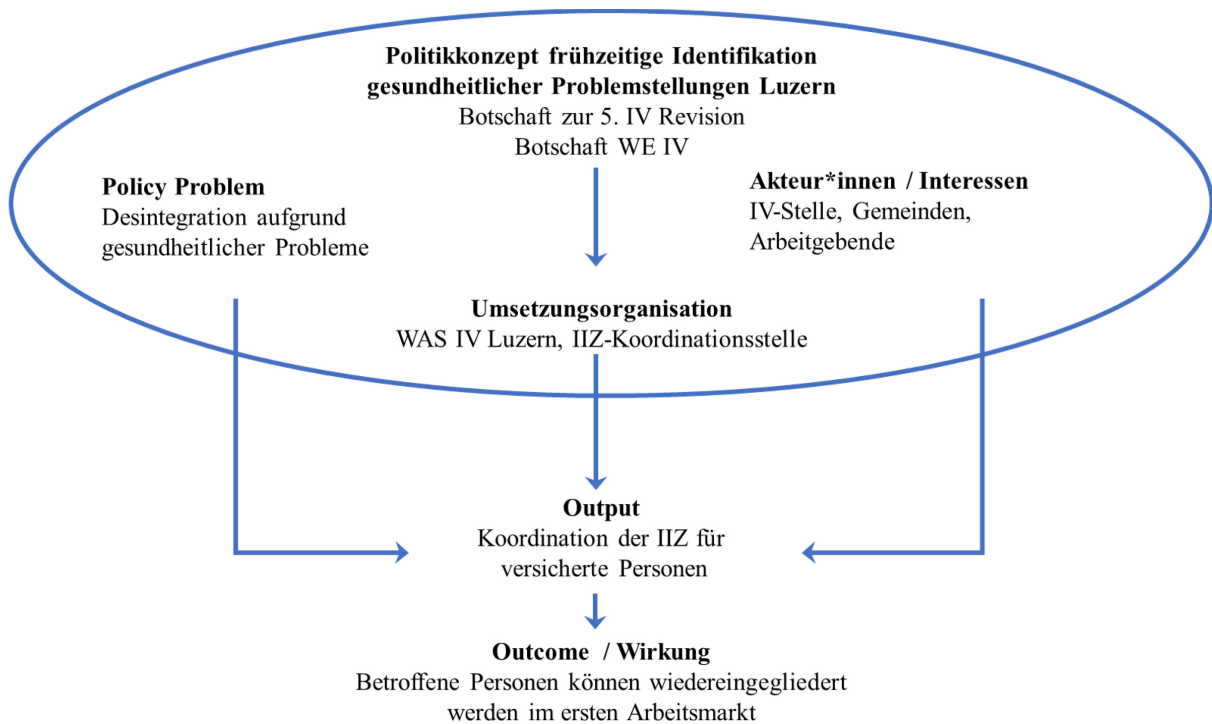 Politikkonzept frühzeitige Identifikation
gesundheitlicher Problemstellungen Luzern
Botschaft zur 5. IV Revision
Botschaft WE IV
Policy Problem
Desintegration aufgrund
gesundheitlicher Probleme
Akteur*innen / Interessen
IV-Stelle, Gemeinden,
Arbeitgebende
Umsetzungsorganisation
WAS IV Luzern, IIZ-Koordinationsstelle
Output
Koordination der IIZ für
versicherte Personen
Outcome / Wirkung
Betroffene Personen können wiedereingegliedert
werden im ersten Arbeitsmarkt